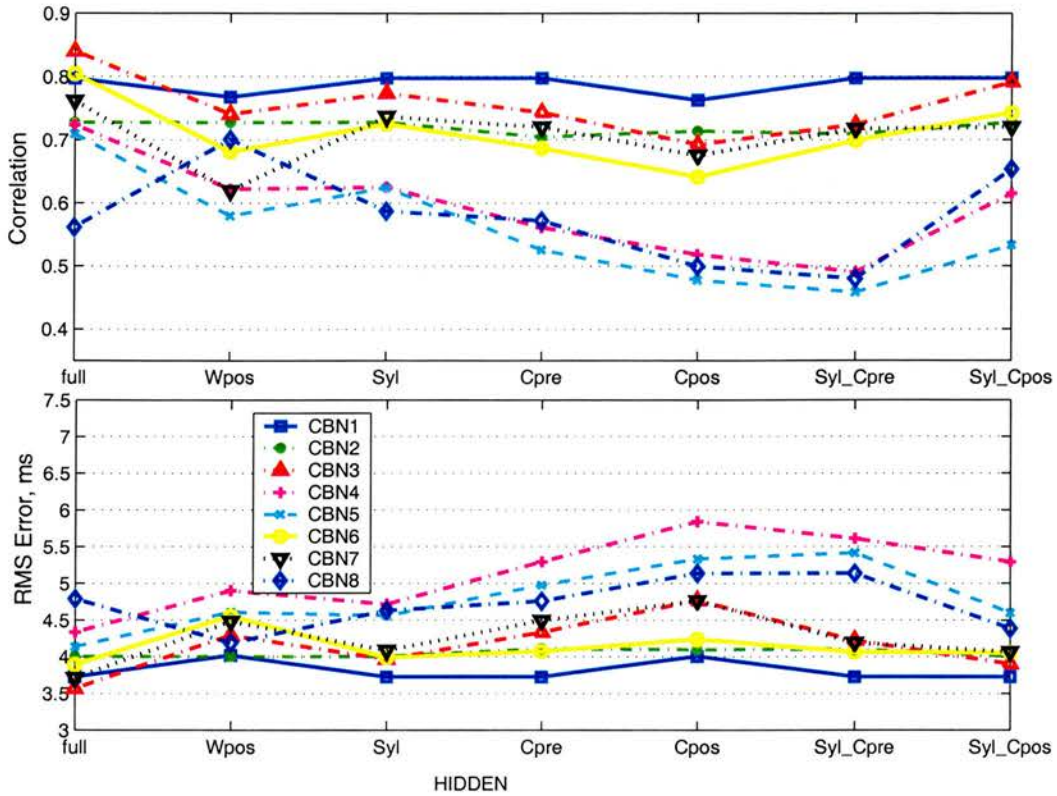 0.9
0.8
0.7
0.6
0.5
0.4
Correlation
full Wpos Syl Cpre Cpos Syl_Cpre Syl_Cpos
7.5
7
6.5
6
5.5
5
4.5
4
3.5
3
RMS Error, ms
CBN1
CBN2
CBN3
CBN4
CBN5
CBN6
CBN7
CBN8
full Wpos Syl Cpre Cpos Syl_Cpre Syl_Cpos
HIDDEN